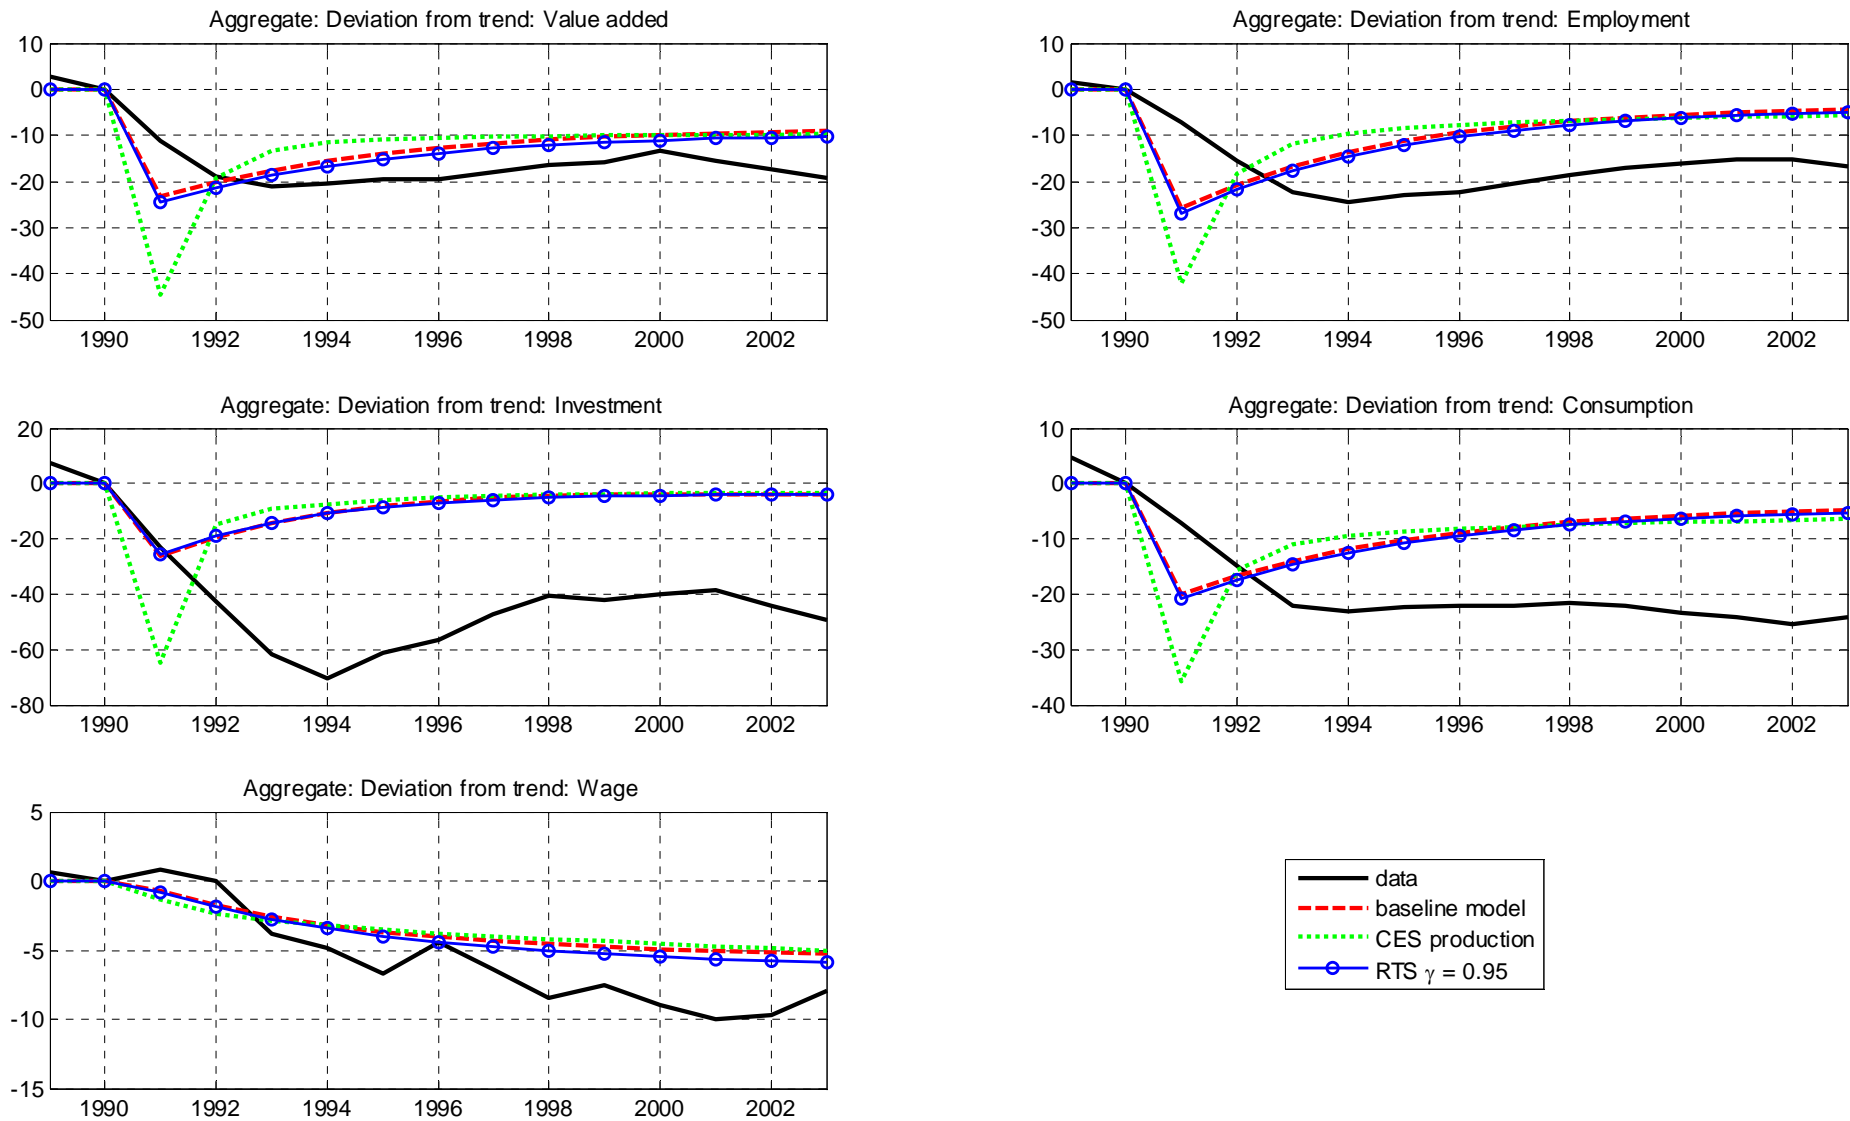 Aggregate: Deviation from trend: Value added
10
0
-10
-20
-30
-40
-50
1990 1992 1994 1996 1998 2000 2002
Aggregate: Deviation from trend: Employment
10
0
-10
-20
-30
-40
-50
1990 1992 1994 1996 1998 2000 2002
Aggregate: Deviation from trend: Investment
20
0
-20
-40
-60
-80
1990 1992 1994 1996 1998 2000 2002
Aggregate: Deviation from trend: Consumption
10
0
-10
-20
-30
-40
1990 1992 1994 1996 1998 2000 2002
Aggregate: Deviation from trend: Wage
5
0
-5
-10
-15
1990 1992 1994 1996 1998 2000 2002
data
baseline model
CES production
RTS γ = 0.95